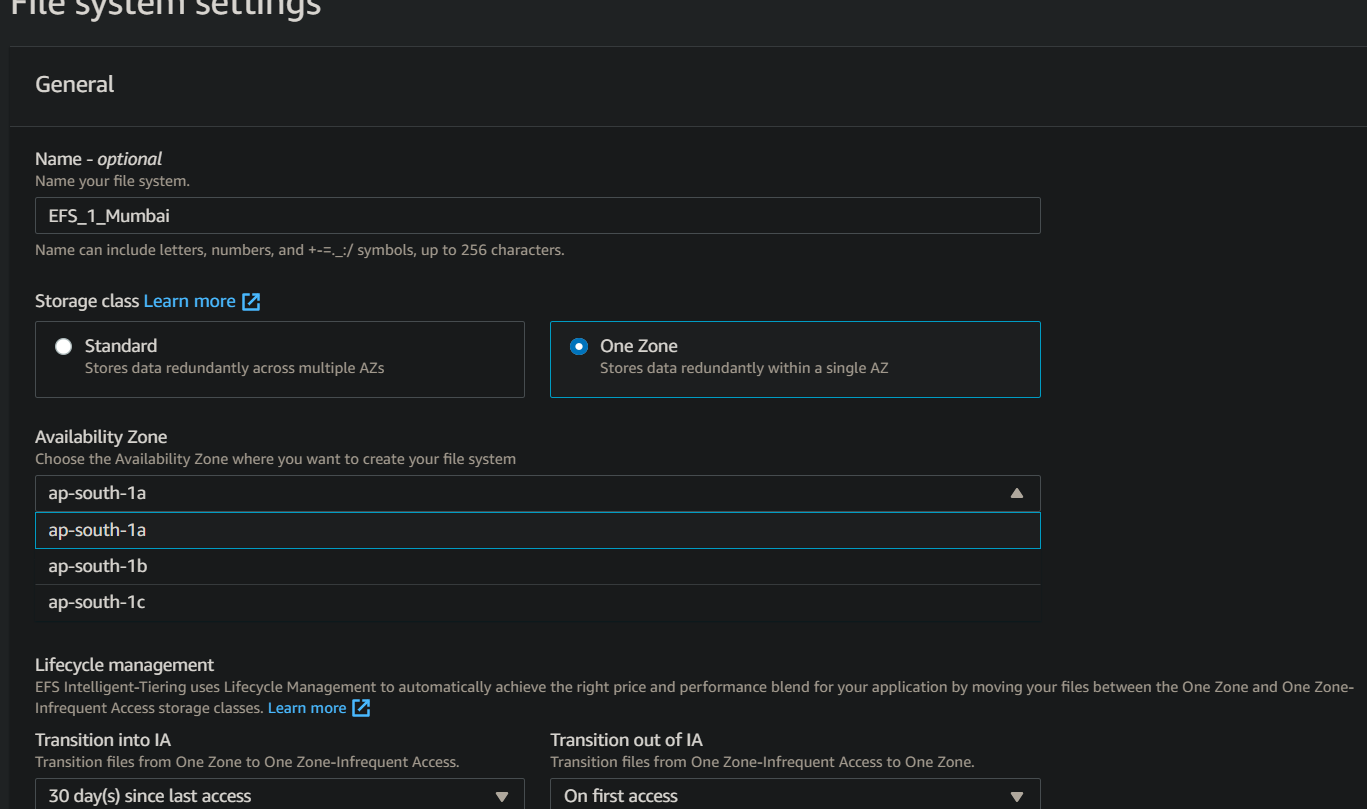 File system settings
General
Name - optional
Name your file system.
EFS_1_Mumbai
Name can include letters, numbers, and +-=._:/ symbols, up to 256 characters.
Storage class Learn more
Standard
Stores data redundantly across multiple AZs
One Zone
Stores data redundantly within a single AZ
Availability Zone
Choose the Availability Zone where you want to create your file system
ap-south-1a
ap-south-1a
ap-south-1b
ap-south-1c
Lifecycle management
EFS Intelligent-Tiering uses Lifecycle Management to automatically achieve the right price and performance blend for your application by moving your files between the One Zone and One Zone-
Infrequent Access storage classes. Learn more
Transition into IA
Transition files from One Zone to One Zone-Infrequent Access.
30 day(s) since last access
Transition out of IA
Transition files from One Zone-Infrequent Access to One Zone.
On first access